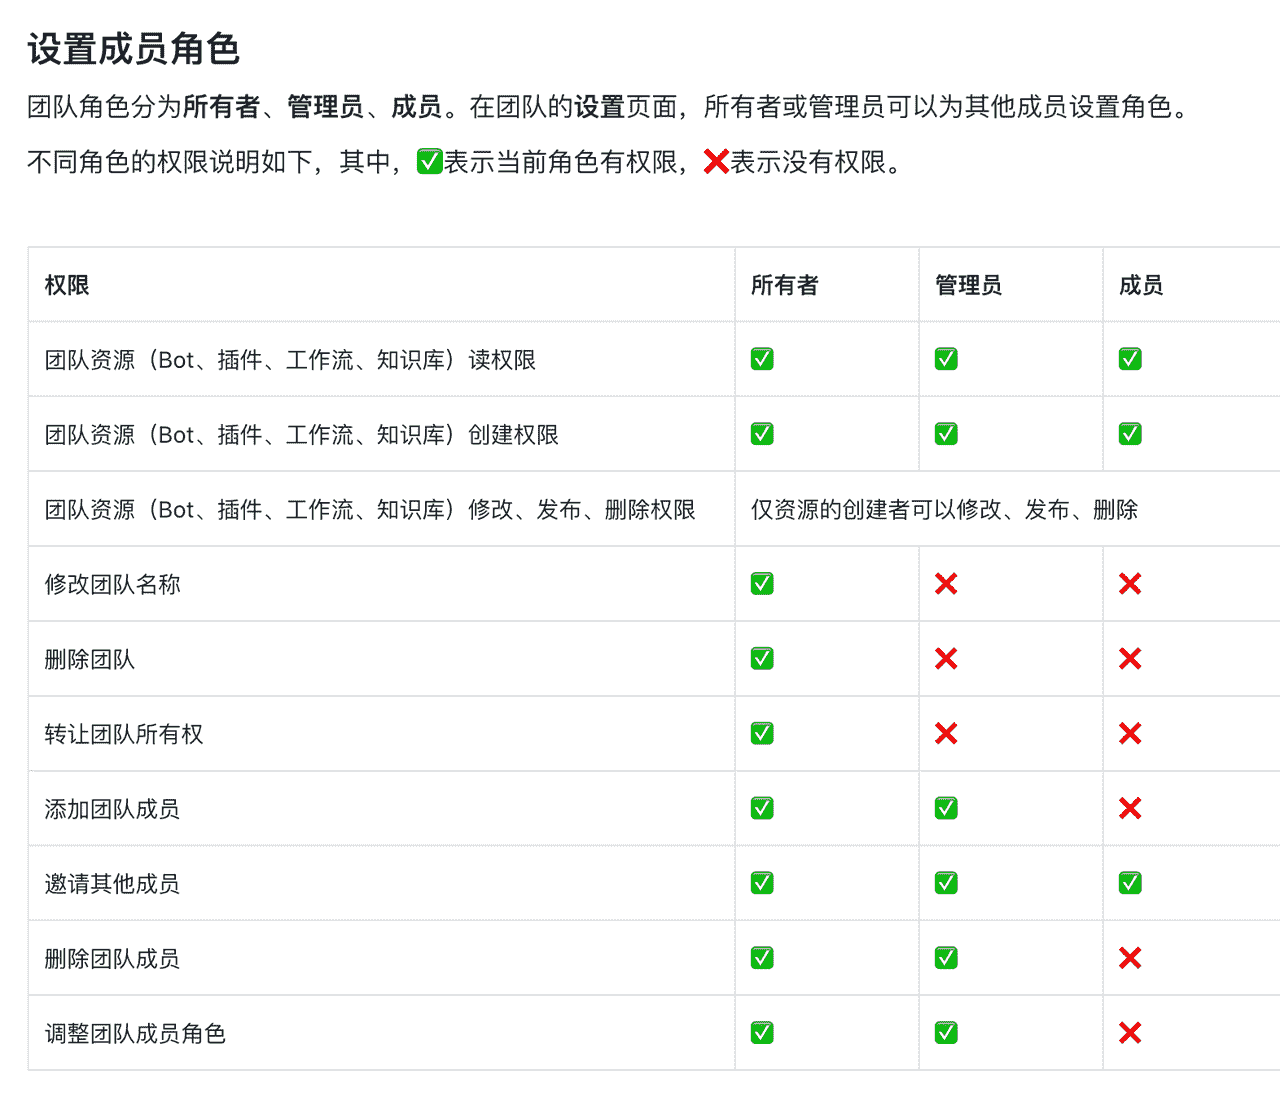 设置成员角色
团队角色分为所有者、管理员、成员。在团队的设置页面，所有者或管理员可以为其他成员设置角色。
不同角色的权限说明如下，其中，✅表示当前角色有权限，❌表示没有权限。
权限 所有者 管理员 成员
团队资源（Bot、插件、工作流、知识库）读权限 ✅ ✅ ✅
团队资源（Bot、插件、工作流、知识库）创建权限 ✅ ✅ ✅
团队资源（Bot、插件、工作流、知识库）修改、发布、删除权限 仅资源的创建者可以修改、发布、删除
修改团队名称 ✅ ❌ ❌
删除团队 ✅ ❌ ❌
转让团队所有权 ✅ ❌ ❌
添加团队成员 ✅ ✅ ❌
邀请其他成员 ✅ ✅ ✅
删除团队成员 ✅ ✅ ❌
调整团队成员角色 ✅ ✅ ❌